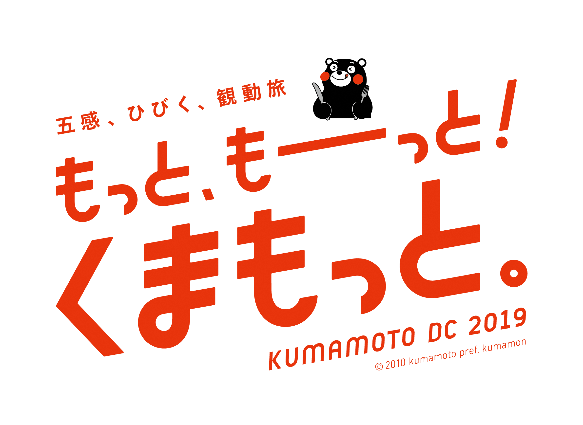 五感、ひびく、観動旅
もっと、もーっと！
くまもっと。
KUMAMOTO DC 2019
© 2010 kumamoto pref. kumamon